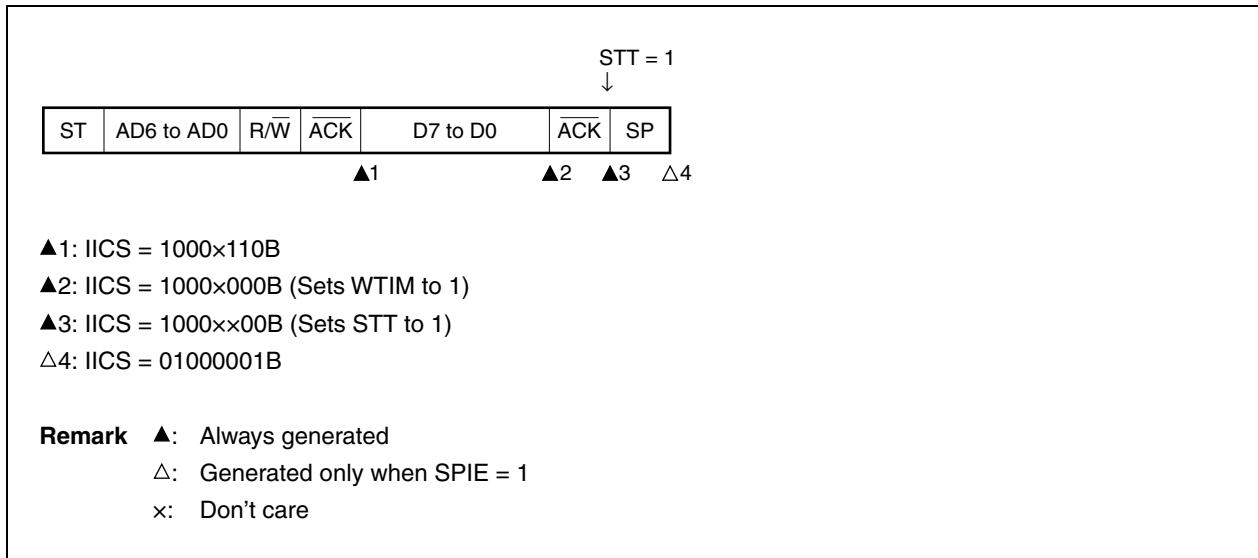 STT = 1
↓
ST AD6 to AD0 R/W̅ A̅C̅K̅ D7 to D0 A̅C̅K̅ SP
▲1 ▲2 ▲3 △4
▲1: IICS = 1000×110B
▲2: IICS = 1000×000B (Sets WTIM to 1)
▲3: IICS = 1000××00B (Sets STT to 1)
△4: IICS = 01000001B
Remark ▲: Always generated
△: Generated only when SPIE = 1
×: Don't care